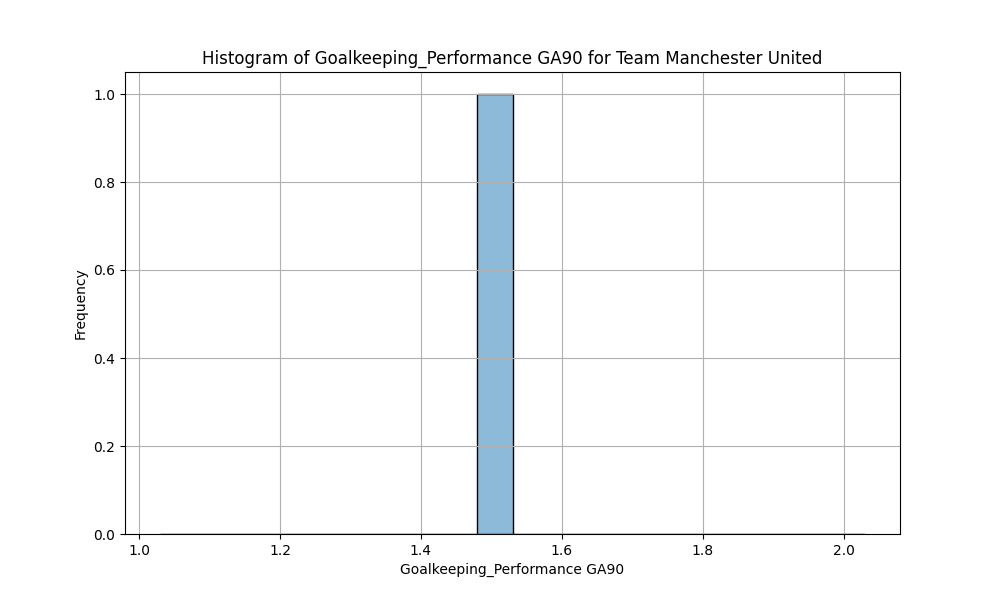 Histogram of Goalkeeping_Performance GA90 for Team Manchester United
1.0
0.8
0.6
0.4
0.2
0.0
Frequency
1.0 1.2 1.4 1.6 1.8 2.0
Goalkeeping_Performance GA90